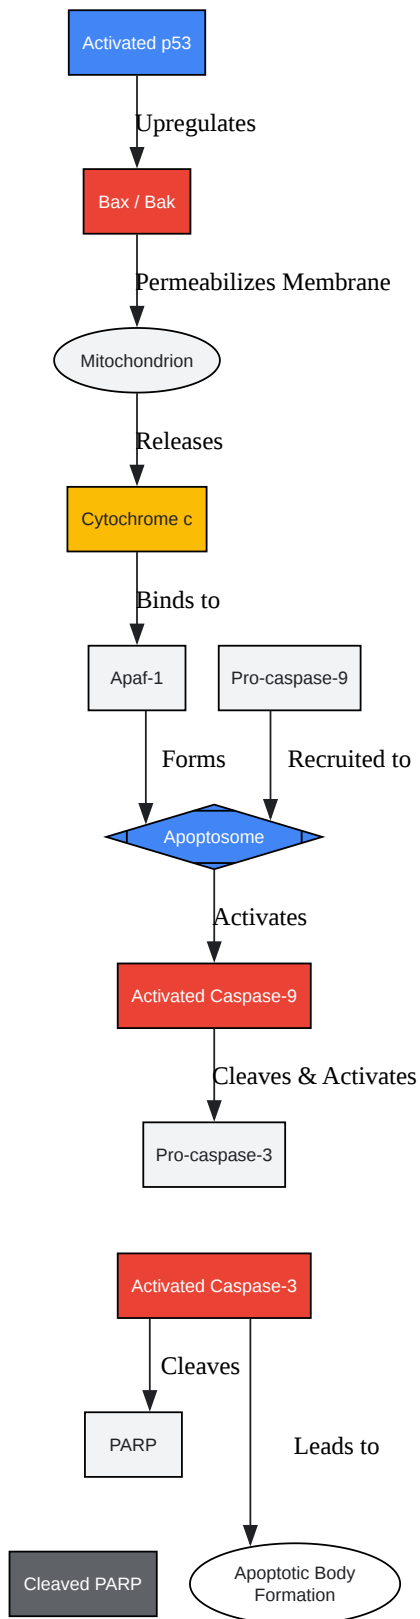 Activated p53
Upregulates
Bax / Bak
Permeabilizes Membrane
Mitochondrion
Releases
Cytochrome c
Binds to
Apaf-1
Pro-caspase-9
Forms
Recruited to
Apoptosome
Activates
Activated Caspase-9
Cleaves & Activates
Pro-caspase-3
Activated Caspase-3
Cleaves
PARP
Leads to
Cleaved PARP
Apoptotic Body
Formation